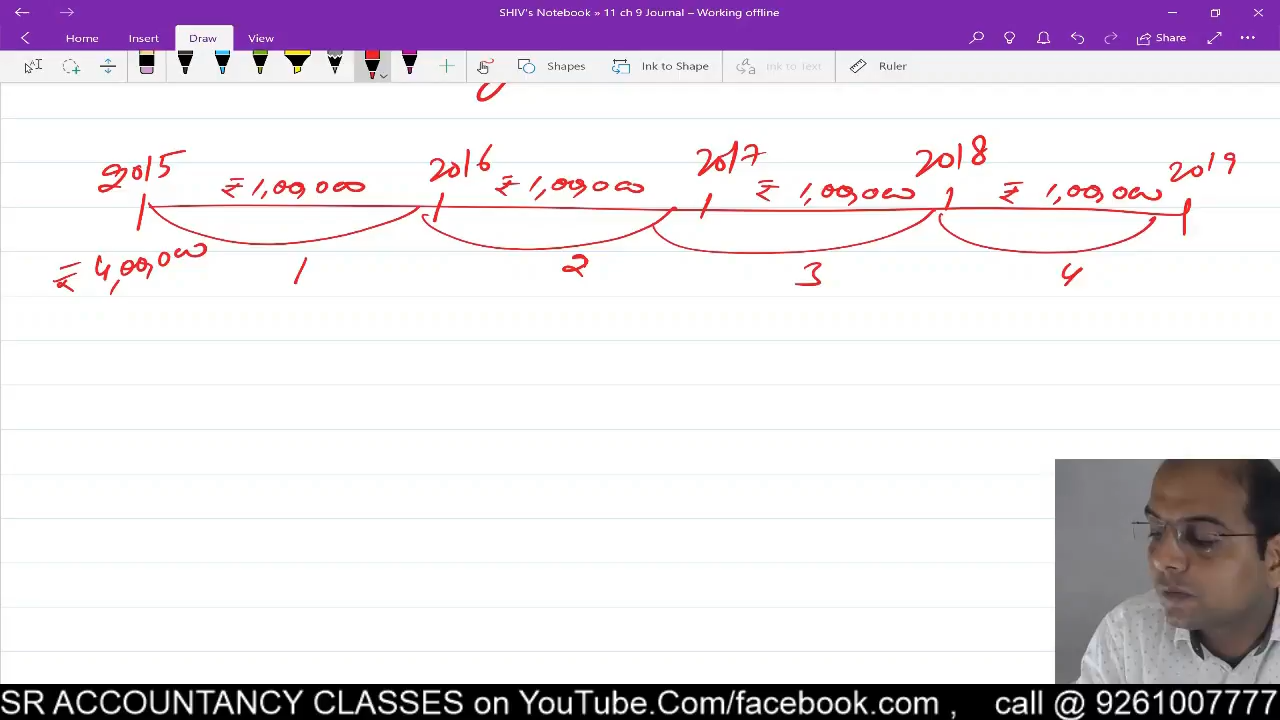 SHIV's Notebook » 11 ch 9 Journal – Working offline
Home Insert Draw View Share
Shapes Ink to Shape Ink to Text Ruler
2015 2016 2017 2018 2019
₹ 1,00,000 ₹ 1,00,000 ₹ 1,00,000 ₹ 1,00,000
₹ 4,00,000 1 2 3 4
SR ACCOUNTANCY CLASSES on YouTube.Com/facebook.com , call @ 9261007777